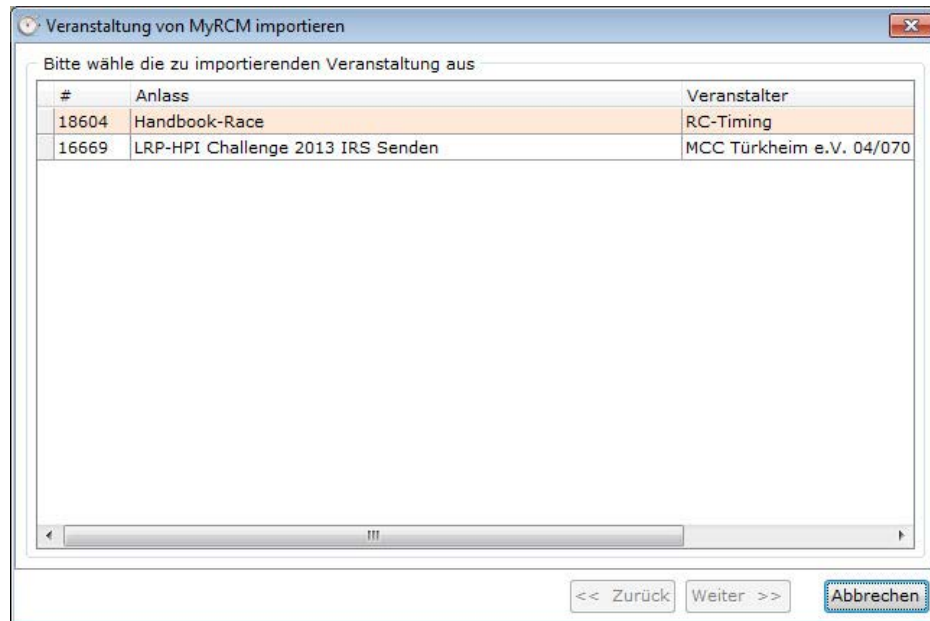 Veranstaltung von MyRCM importieren
Bitte wähle die zu importierenden Veranstaltung aus
# Anlass Veranstalter
18604 Handbook-Race RC-Timing
16669 LRP-HPI Challenge 2013 IRS Senden MCC Türkheim e.V. 04/070
<< Zurück Weiter >> Abbrechen